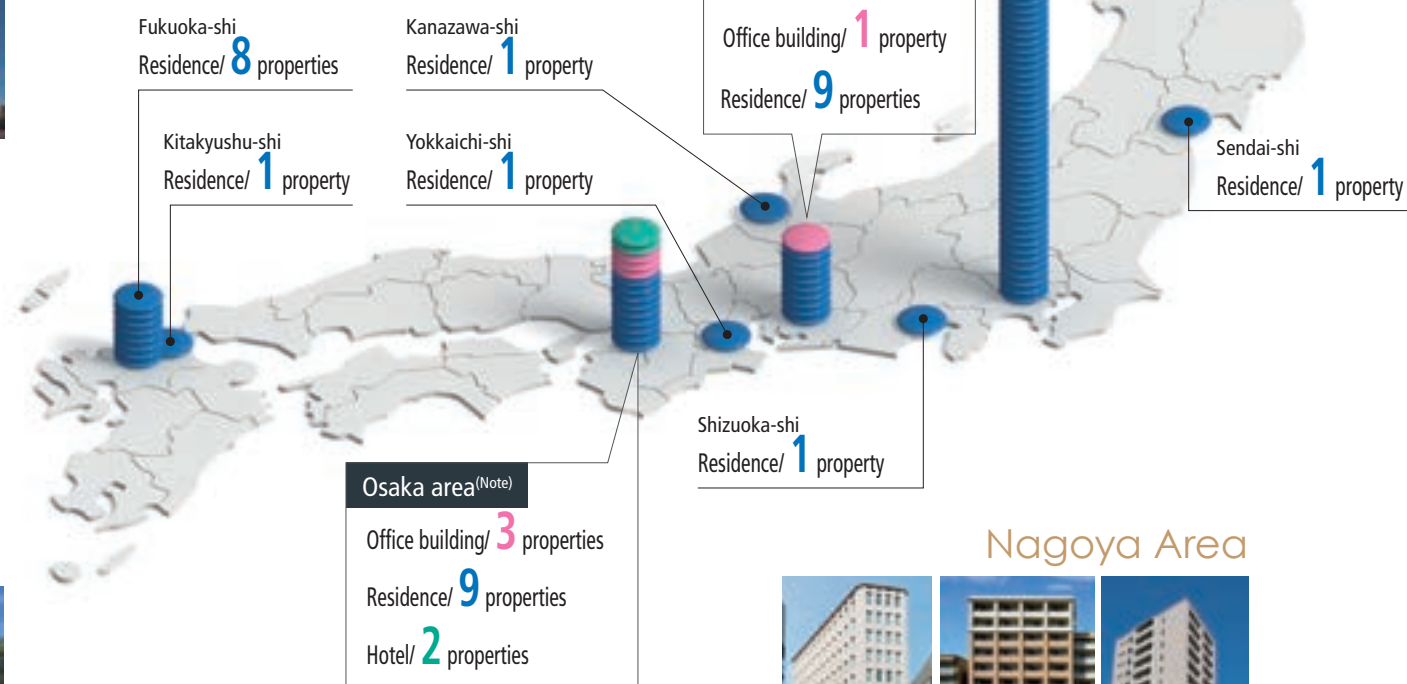 Fukuoka-shi
Residence/ 8 properties
Kanazawa-shi
Residence/ 1 property
Office building/ 1 property
Residence/ 9 properties
Kitakyushu-shi
Residence/ 1 property
Yokkaichi-shi
Residence/ 1 property
Sendai-shi
Residence/ 1 property
Shizuoka-shi
Residence/ 1 property
Osaka area(Note)
Office building/ 3 properties
Residence/ 9 properties
Hotel/ 2 properties
Nagoya Area